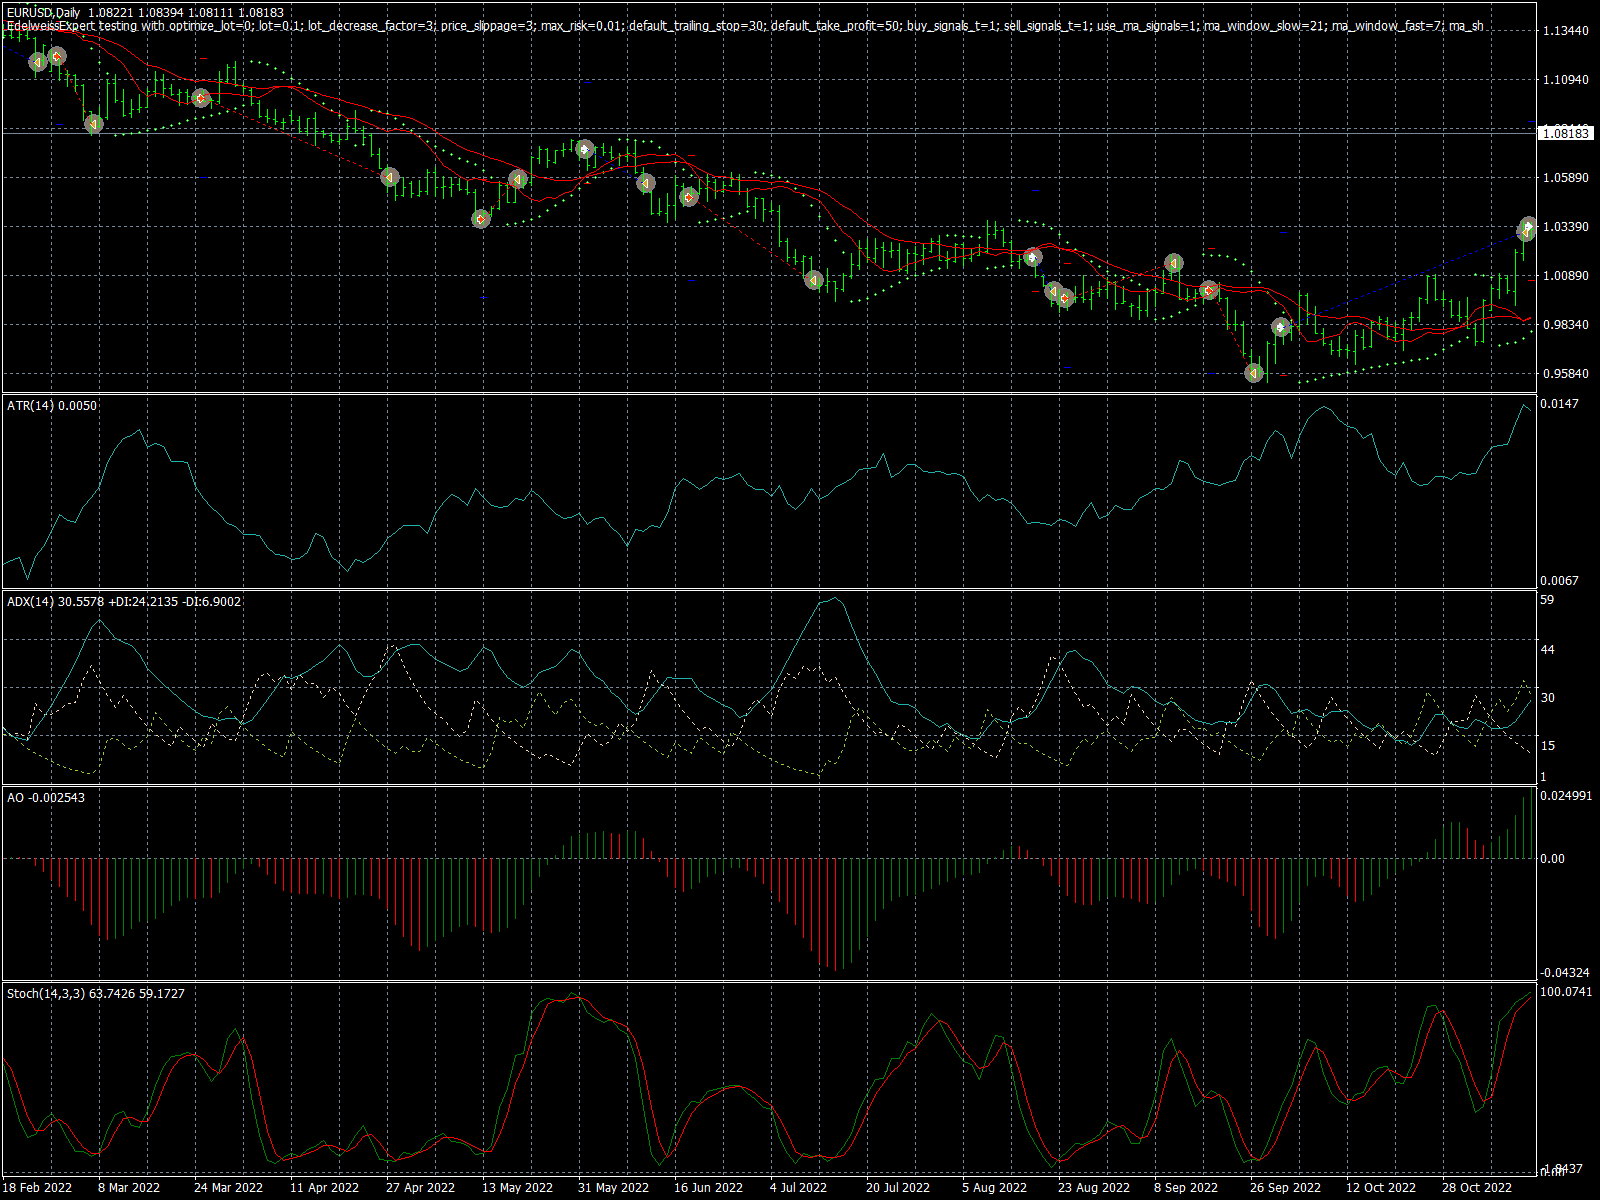 EURUSD,Daily  1.08221 1.08394 1.08111 1.08183
EdelweissExpert testing with optimize_lot=0; lot=0.1; lot_decrease_factor=3; price_slippage=3; max_risk=0.01; default_trailing_stop=30; default_take_profit=50; buy_signals_t=1; sell_signals_t=1; use_ma_signals=1; ma_window_slow=21; ma_window_fast=7; ma_sh
1.13440
1.10940
1.08183
1.05890
1.03390
1.00890
0.98340
0.95840
ATR(14) 0.0050
0.0147
0.0067
ADX(14) 30.5578 +DI:24.2135 -DI:6.9002
59
44
30
15
1
AO -0.002543
0.024991
0.00
-0.04324
Stoch(14,3,3) 63.7426 59.1727
100.0741
18 Feb 2022
8 Mar 2022
24 Mar 2022
11 Apr 2022
27 Apr 2022
13 May 2022
31 May 2022
16 Jun 2022
4 Jul 2022
20 Jul 2022
5 Aug 2022
23 Aug 2022
8 Sep 2022
26 Sep 2022
12 Oct 2022
28 Oct 2022